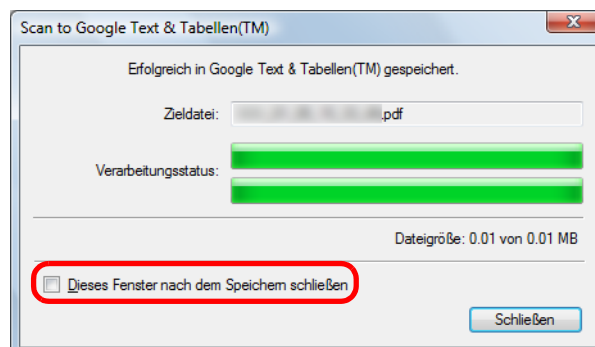 Scan to Google Text & Tabellen(TM)
Erfolgreich in Google Text & Tabellen(TM) gespeichert.
Zieldatei: .pdf
Verarbeitungsstatus:
Dateigröße: 0.01 von 0.01 MB
Dieses Fenster nach dem Speichern schließen
Schließen